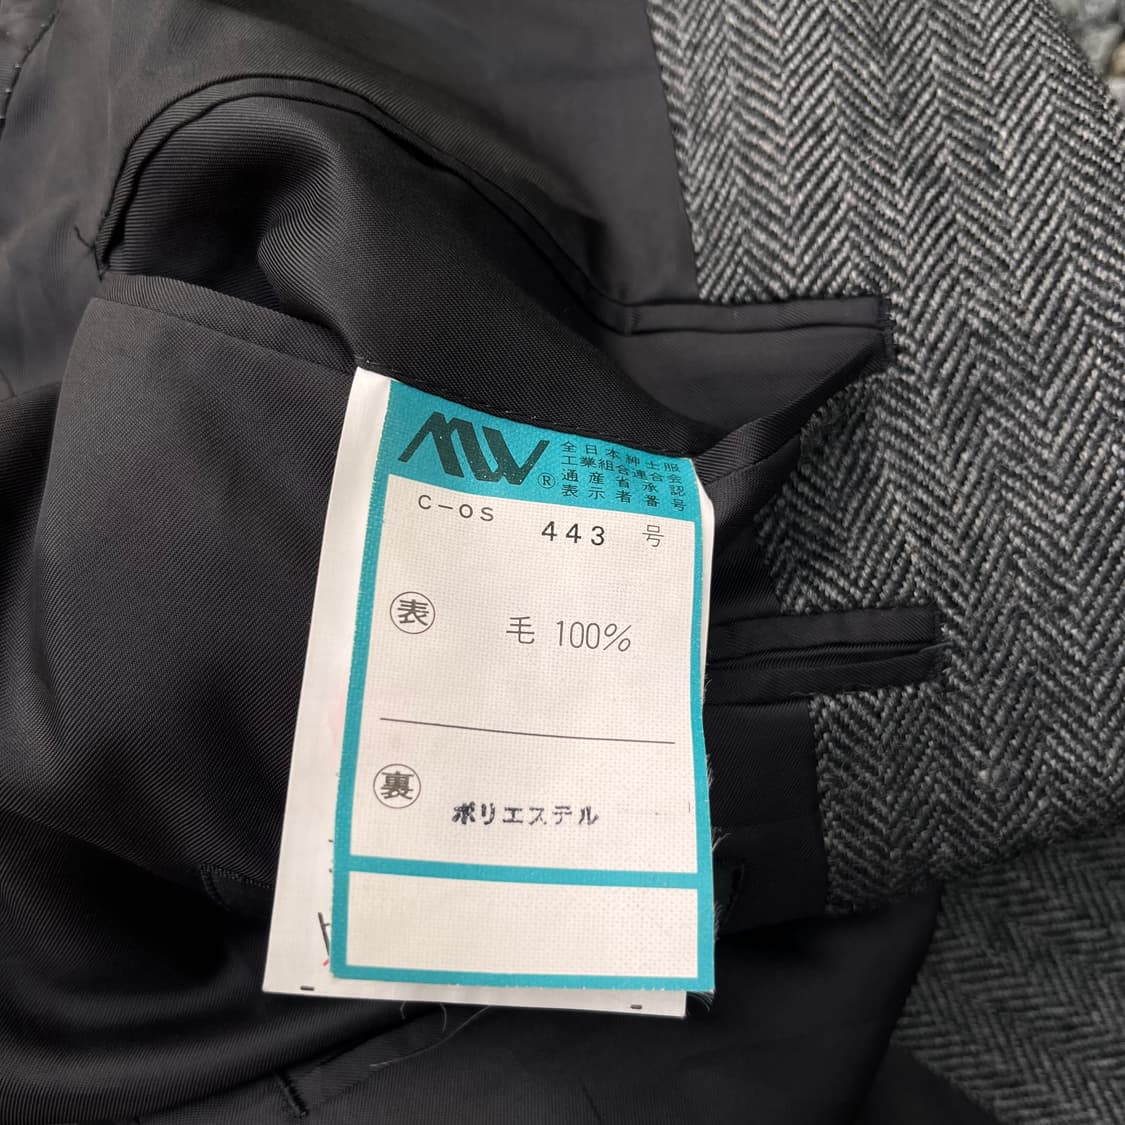 MW
全日本紳士服
工業組合連合会
通産省承認
® 表示者番号
C-OS 443 号
表 毛 100%
裏 ポリエステル